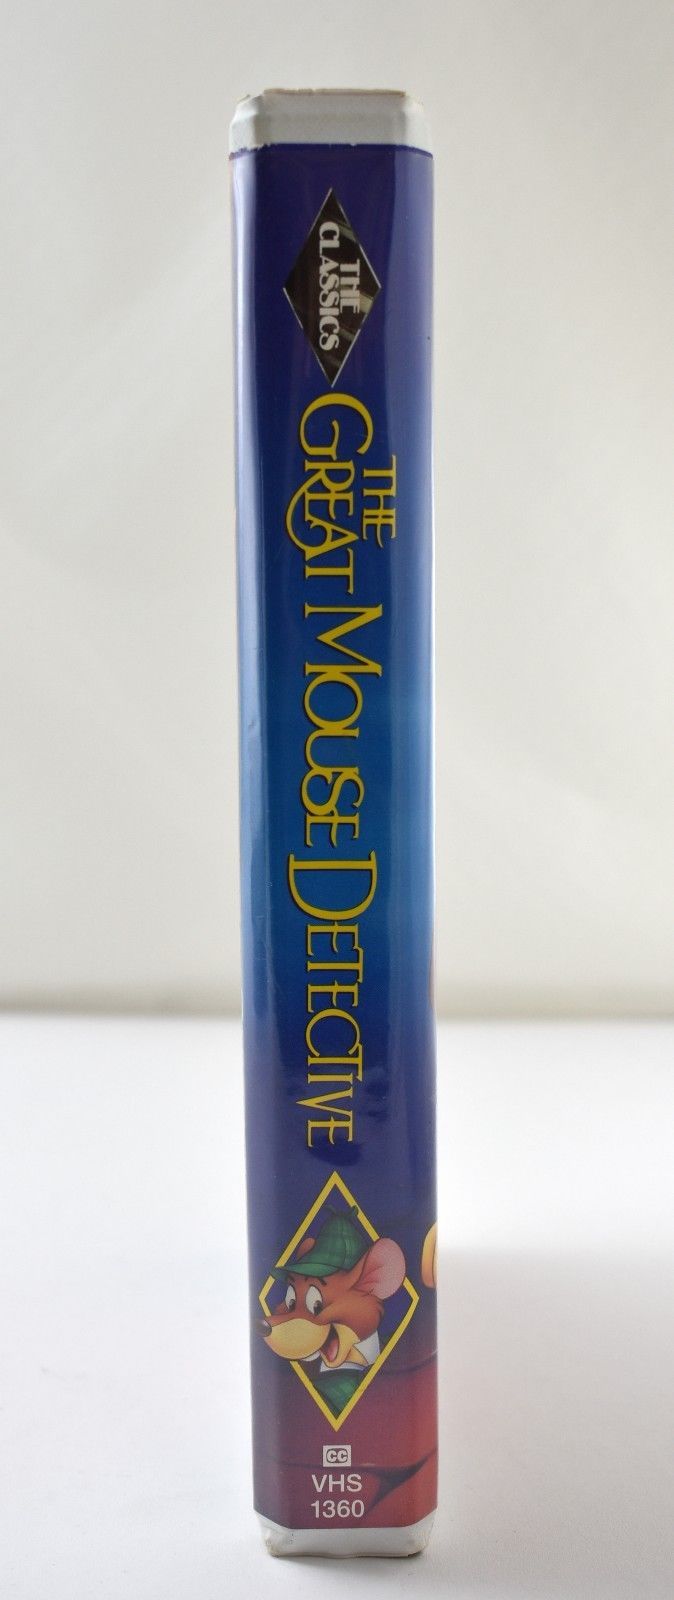 THE
CLASSICS
THE
GREAT MOUSE DETECTIVE
CC
VHS
1360